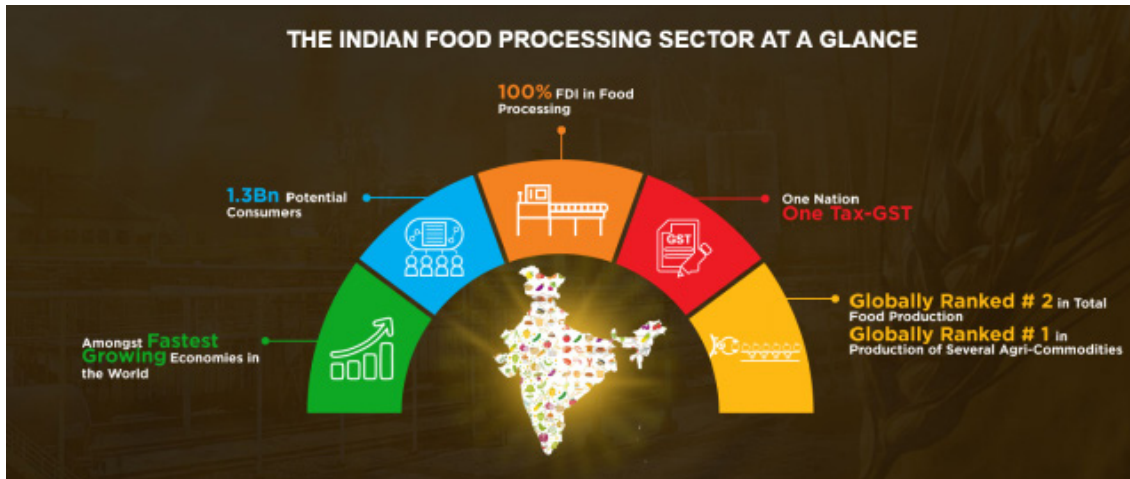 THE INDIAN FOOD PROCESSING SECTOR AT A GLANCE
100% FDI in Food
Processing
1.3Bn Potential
Consumers
One Nation
One Tax-GST
GST
Amongst Fastest
Growing Economies in
the World
Globally Ranked # 2 in Total
Food Production
Globally Ranked # 1 in
Production of Several Agri-Commodities